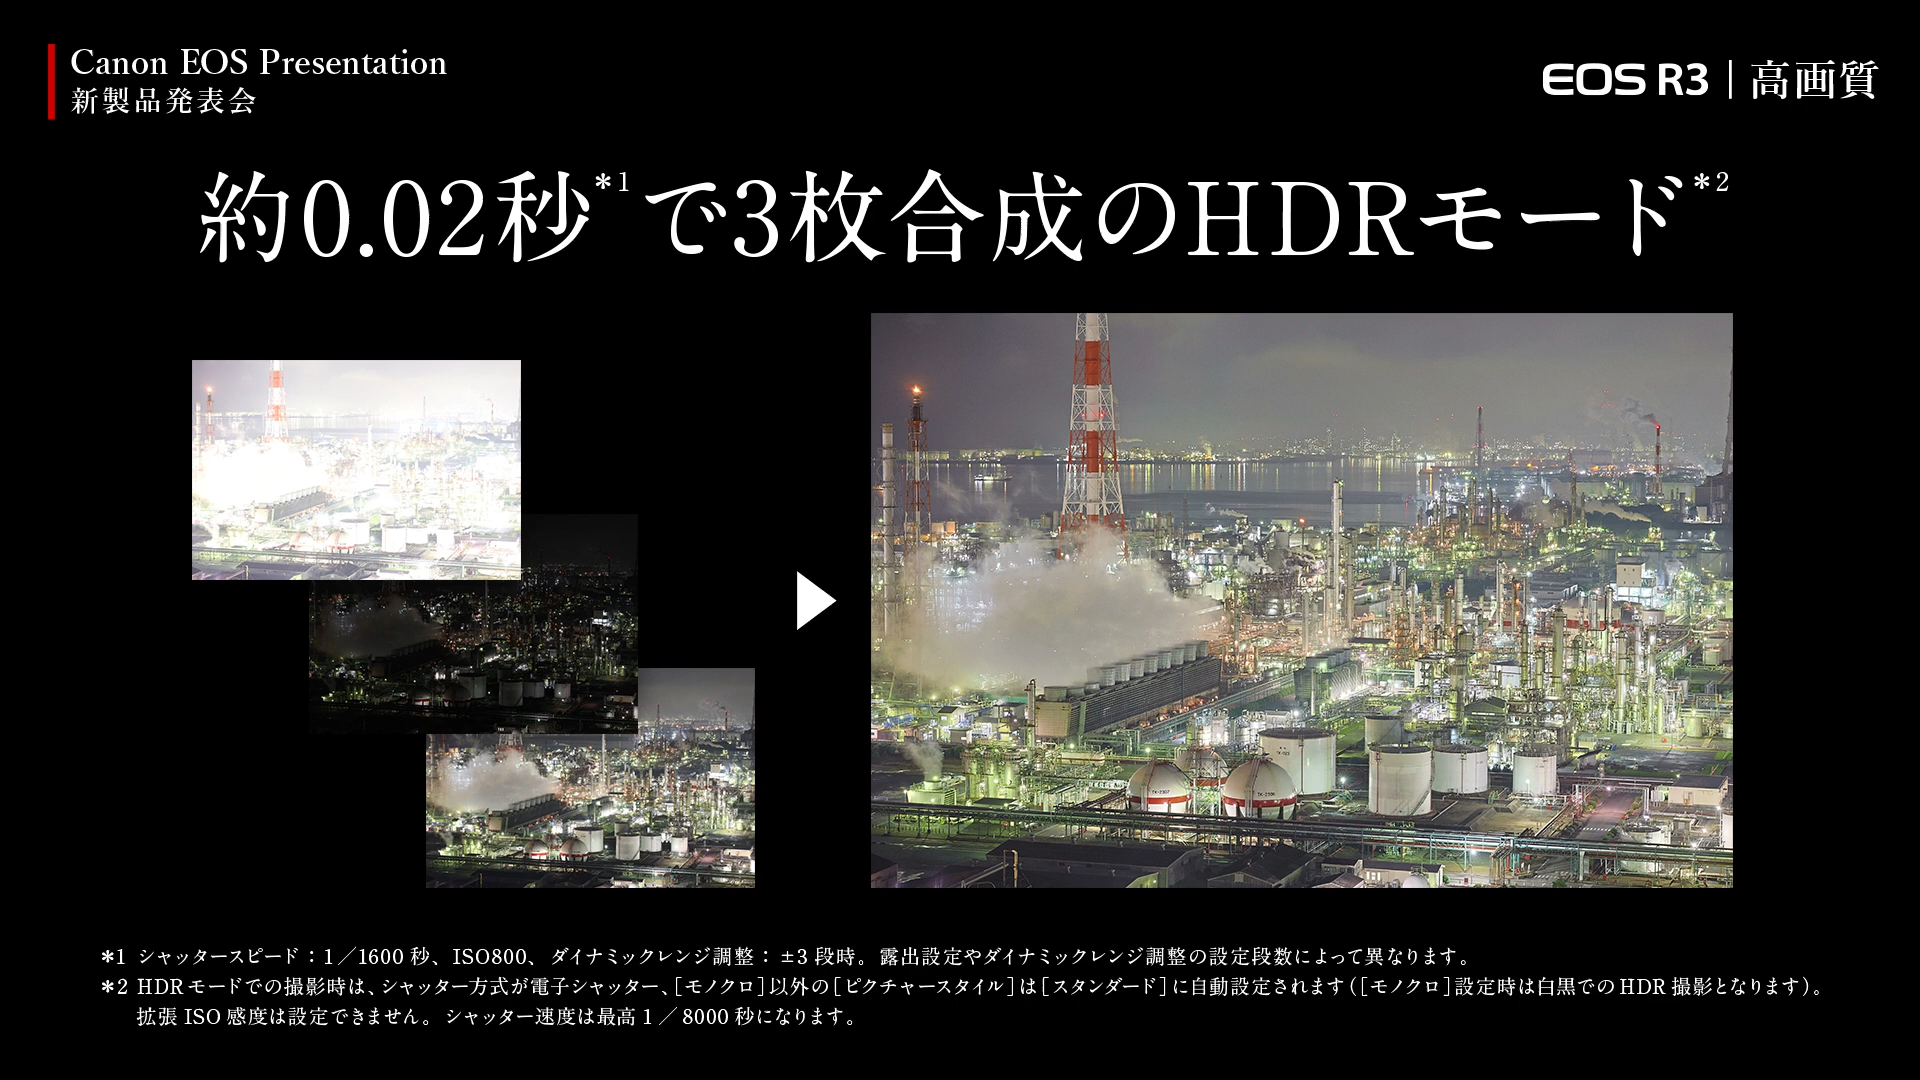 Canon EOS Presentation
新製品発表会
EOS R3｜高画質
約0.02秒*1で3枚合成のHDRモード*2
TK-2307
TK-2306
*1 シャッタースピード：1／1600 秒、ISO800、ダイナミックレンジ調整：±3 段時。露出設定やダイナミックレンジ調整の設定段数によって異なります。
*2 HDRモードでの撮影時は、シャッター方式が電子シャッター、［モノクロ］以外の［ピクチャースタイル］は［スタンダード］に自動設定されます（［モノクロ］設定時は白黒でのHDR撮影となります）。
拡張 ISO 感度は設定できません。シャッター速度は最高 1／8000 秒になります。